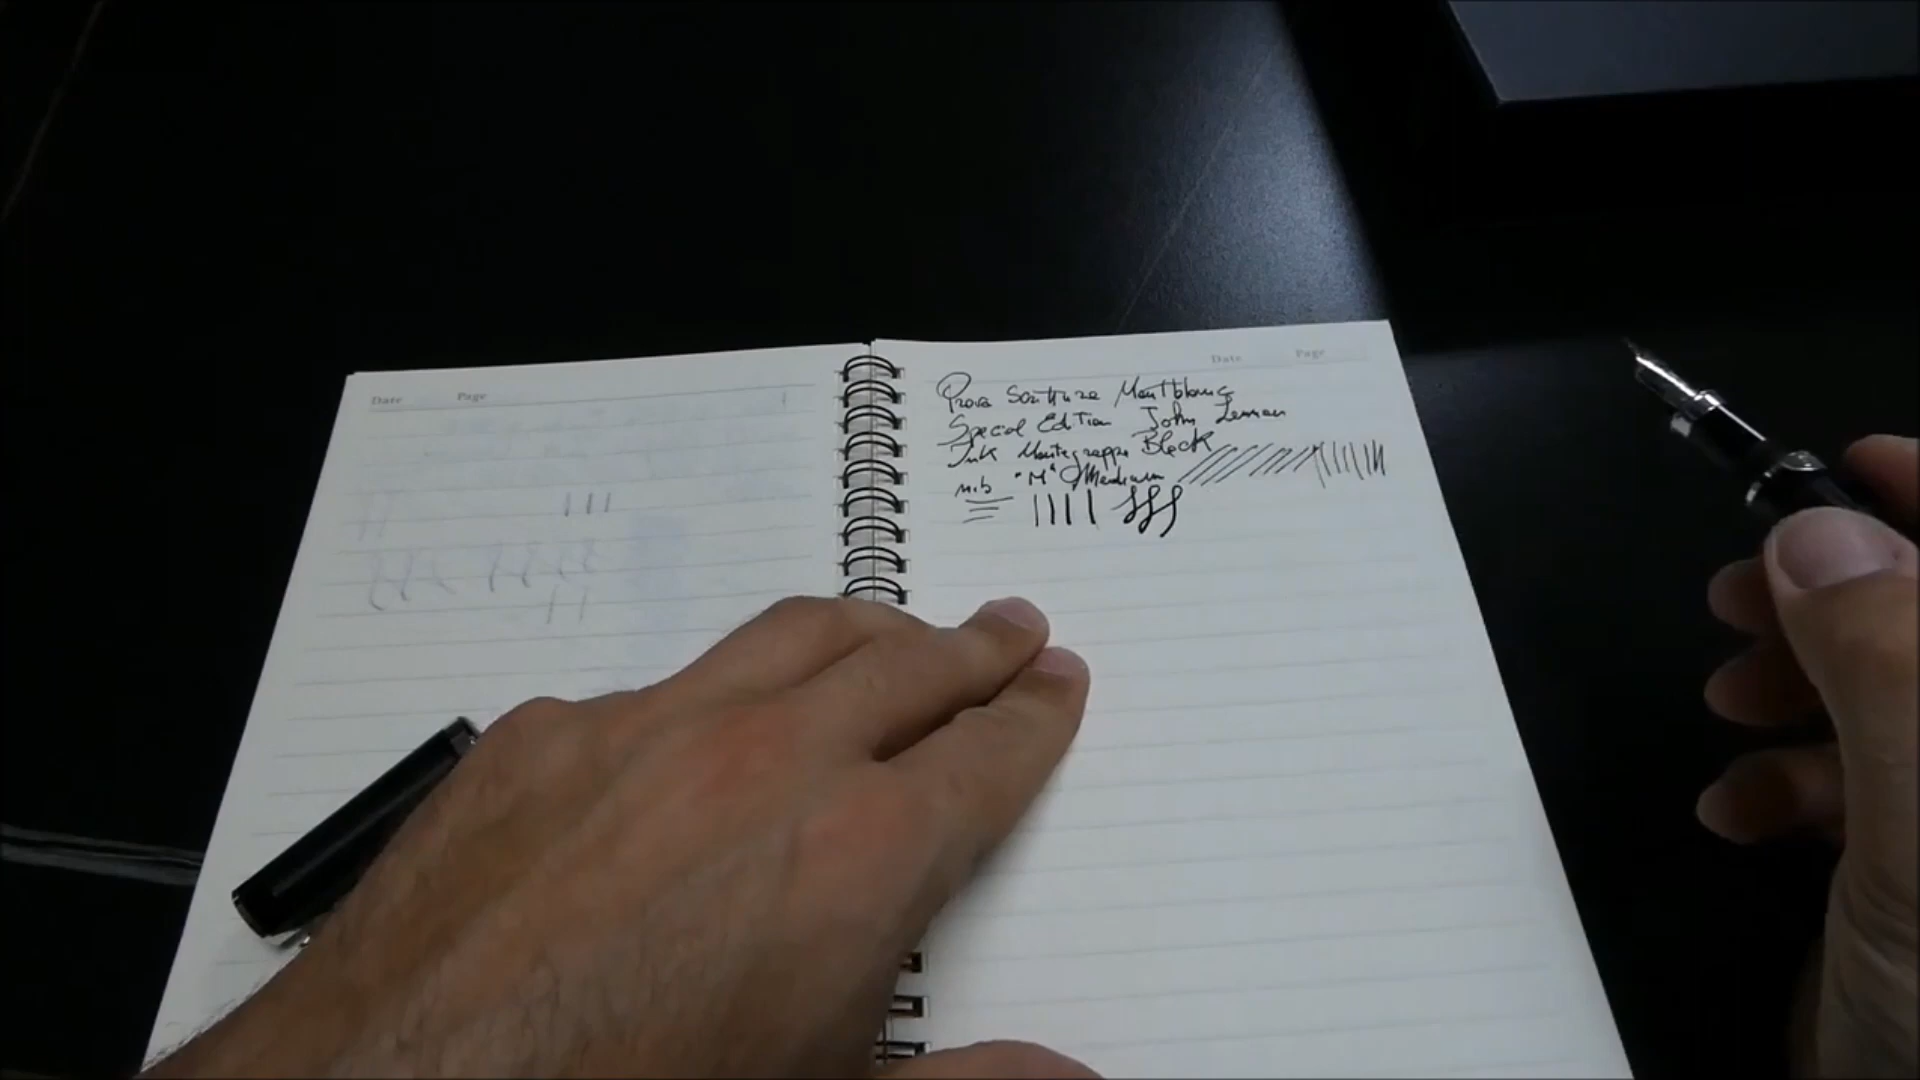 Date Page
Date Page
Prova Scrittura Montblanc
Special Edition John Lennon
Ink Montegrappa Black
nib "M" Medium